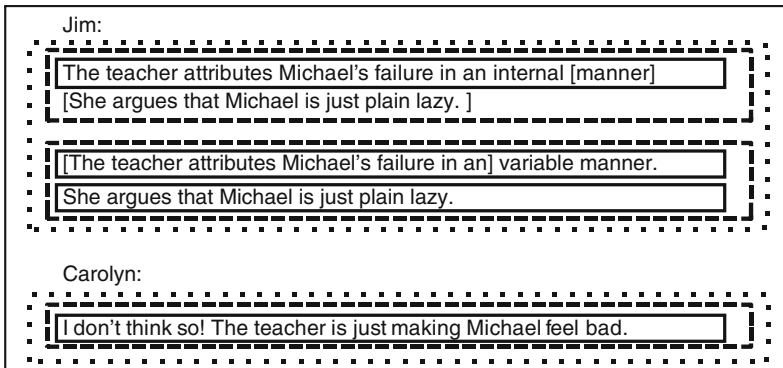 Jim:
The teacher attributes Michael's failure in an internal [manner]
[She argues that Michael is just plain lazy. ]
[The teacher attributes Michael's failure in an] variable manner.
She argues that Michael is just plain lazy.
Carolyn:
I don't think so! The teacher is just making Michael feel bad.